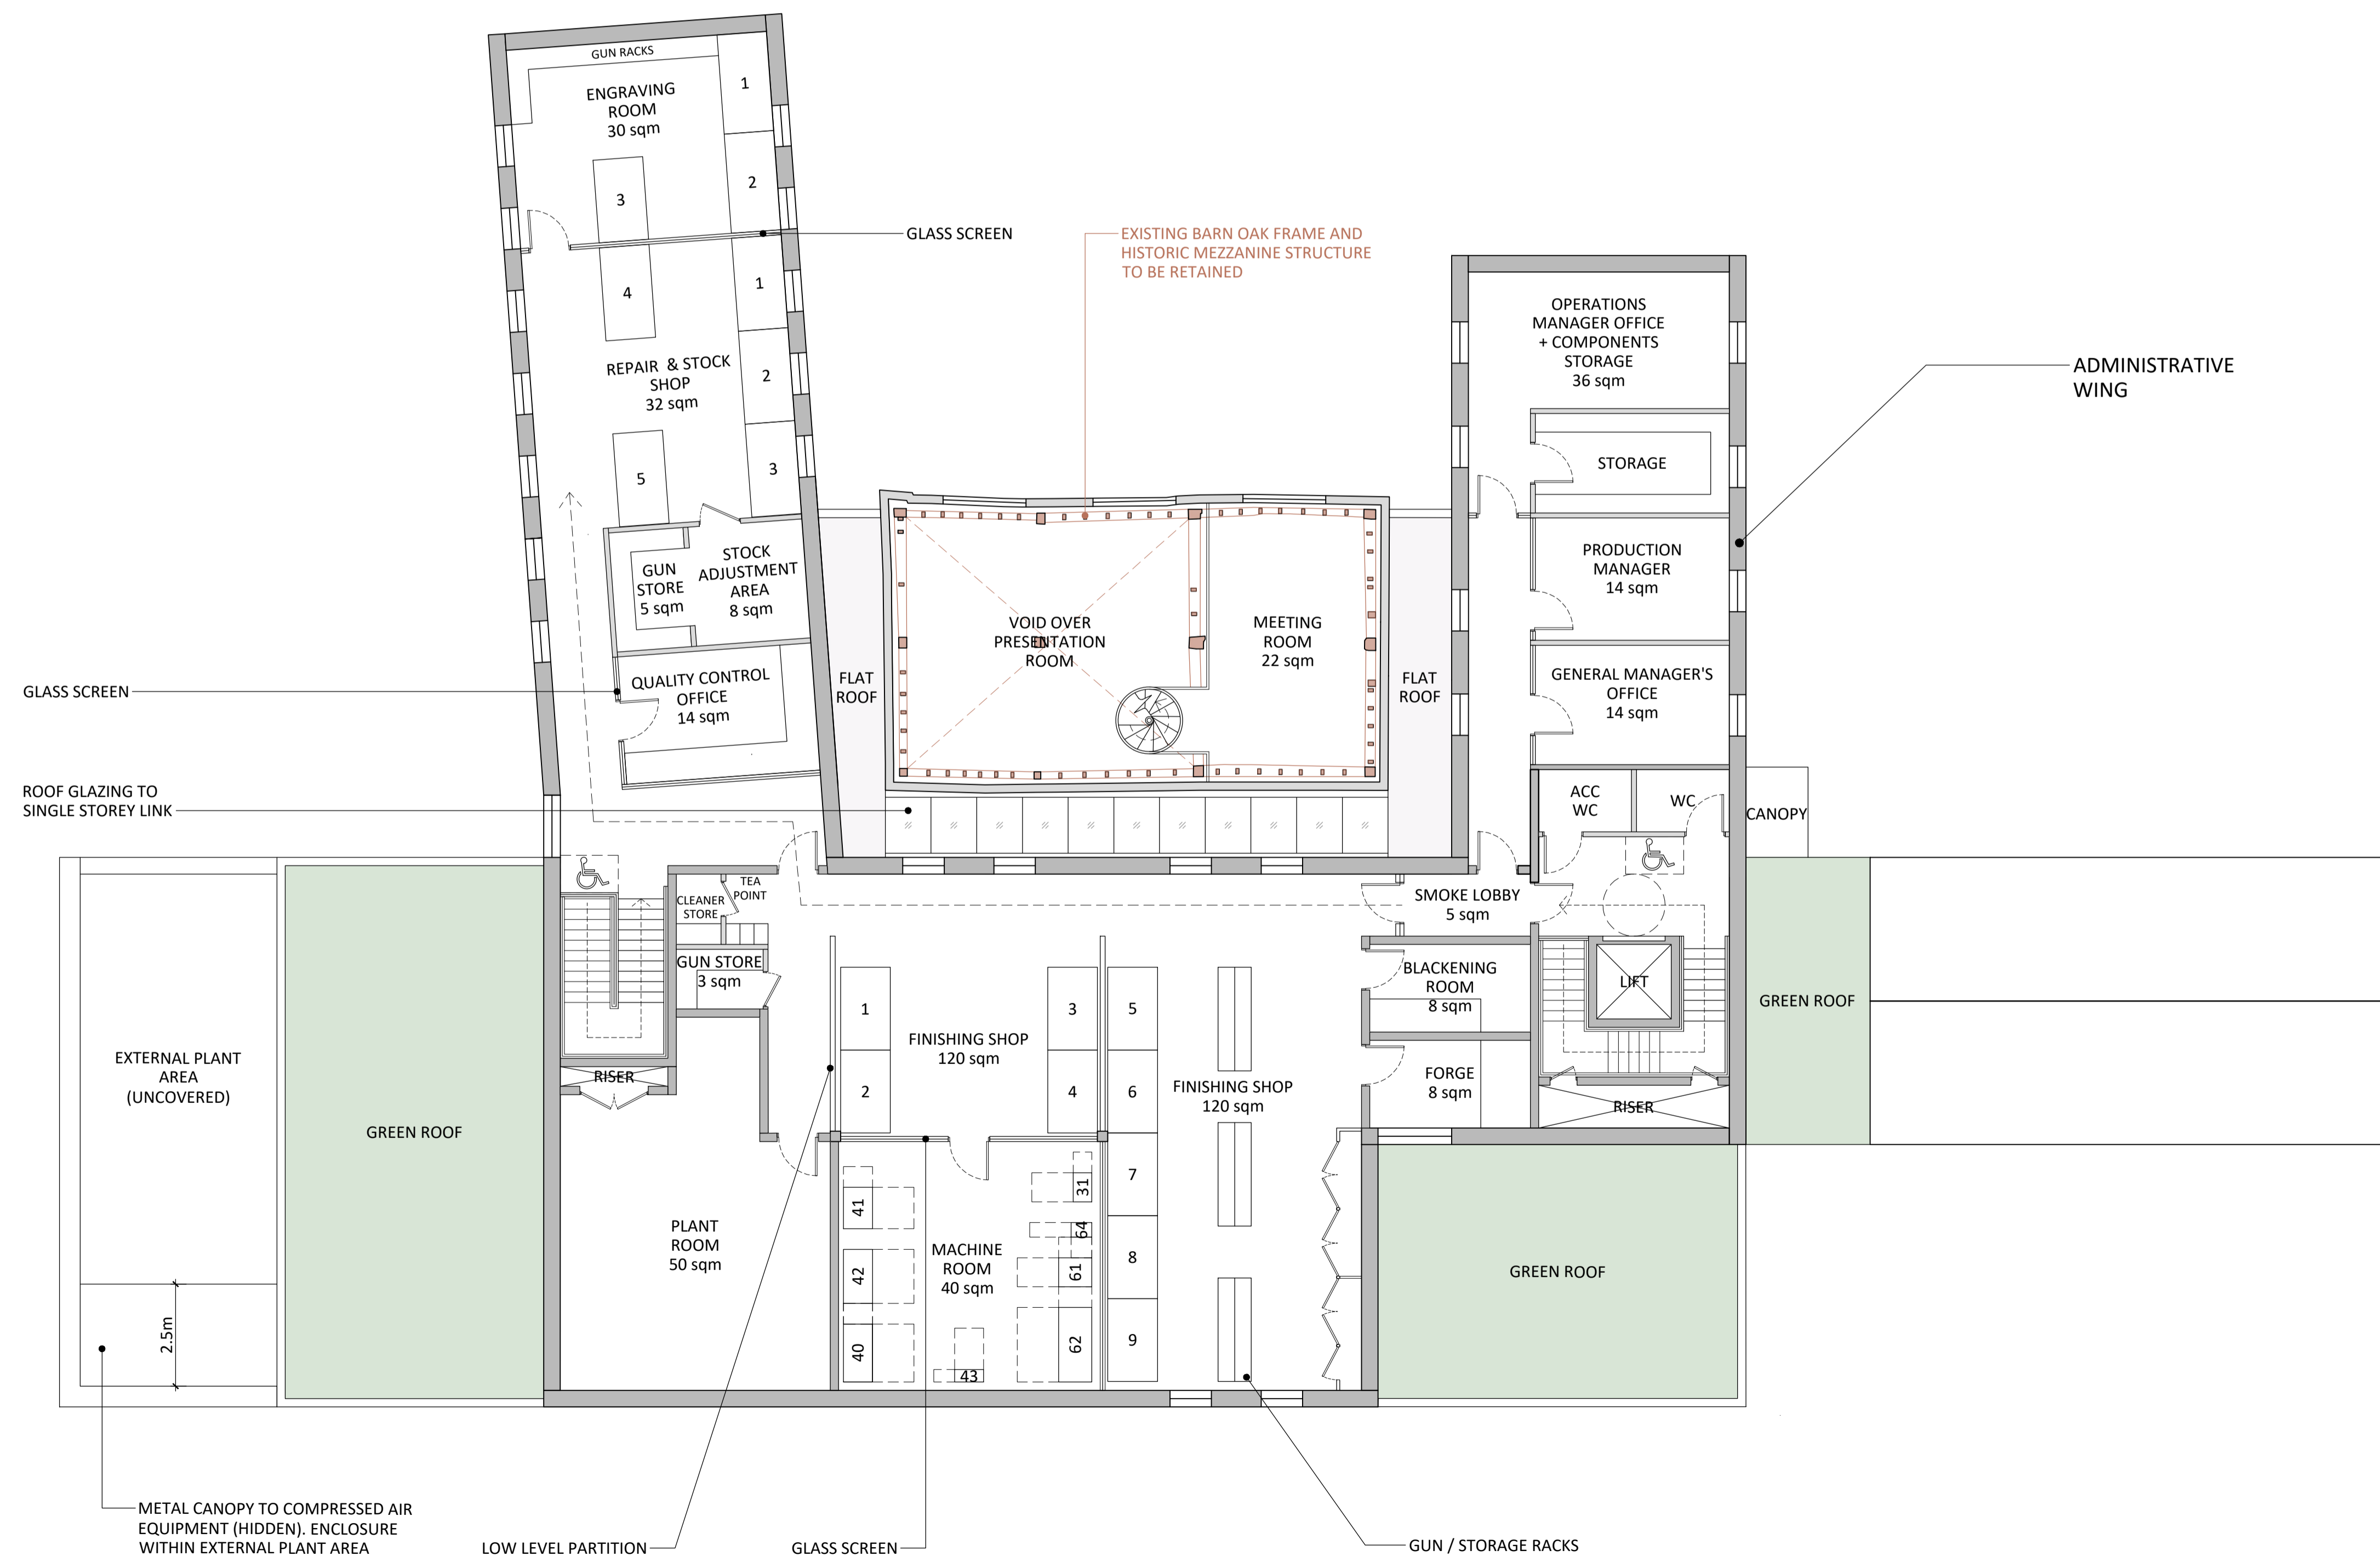 GUN RACKS
ENGRAVING
ROOM
30 sqm
1
2
3
GLASS SCREEN
EXISTING BARN OAK FRAME AND
HISTORIC MEZZANINE STRUCTURE
TO BE RETAINED
4
1
REPAIR & STOCK
SHOP
32 sqm
2
3
5
OPERATIONS
MANAGER OFFICE
+ COMPONENTS
STORAGE
36 sqm
ADMINISTRATIVE
WING
STORAGE
GUN
STORE
5 sqm
STOCK
ADJUSTMENT
AREA
8 sqm
PRODUCTION
MANAGER
14 sqm
VOID OVER
PRESENTATION
ROOM
MEETING
ROOM
22 sqm
GLASS SCREEN
QUALITY CONTROL
OFFICE
14 sqm
FLAT
ROOF
FLAT
ROOF
GENERAL MANAGER'S
OFFICE
14 sqm
ROOF GLAZING TO
SINGLE STOREY LINK
ACC
WC
WC
CANOPY
CLEANER
STORE
TEA
POINT
SMOKE LOBBY
5 sqm
GUN STORE
3 sqm
1
2
FINISHING SHOP
120 sqm
3
4
5
6
7
8
9
FINISHING SHOP
120 sqm
BLACKENING
ROOM
8 sqm
LIFT
GREEN ROOF
FORGE
8 sqm
RISER
RISER
EXTERNAL PLANT
AREA
(UNCOVERED)
GREEN ROOF
PLANT
ROOM
50 sqm
41
42
40
MACHINE
ROOM
40 sqm
43
31
64
61
62
GREEN ROOF
2.5m
METAL CANOPY TO COMPRESSED AIR
EQUIPMENT (HIDDEN). ENCLOSURE
WITHIN EXTERNAL PLANT AREA
LOW LEVEL PARTITION
GLASS SCREEN
GUN / STORAGE RACKS